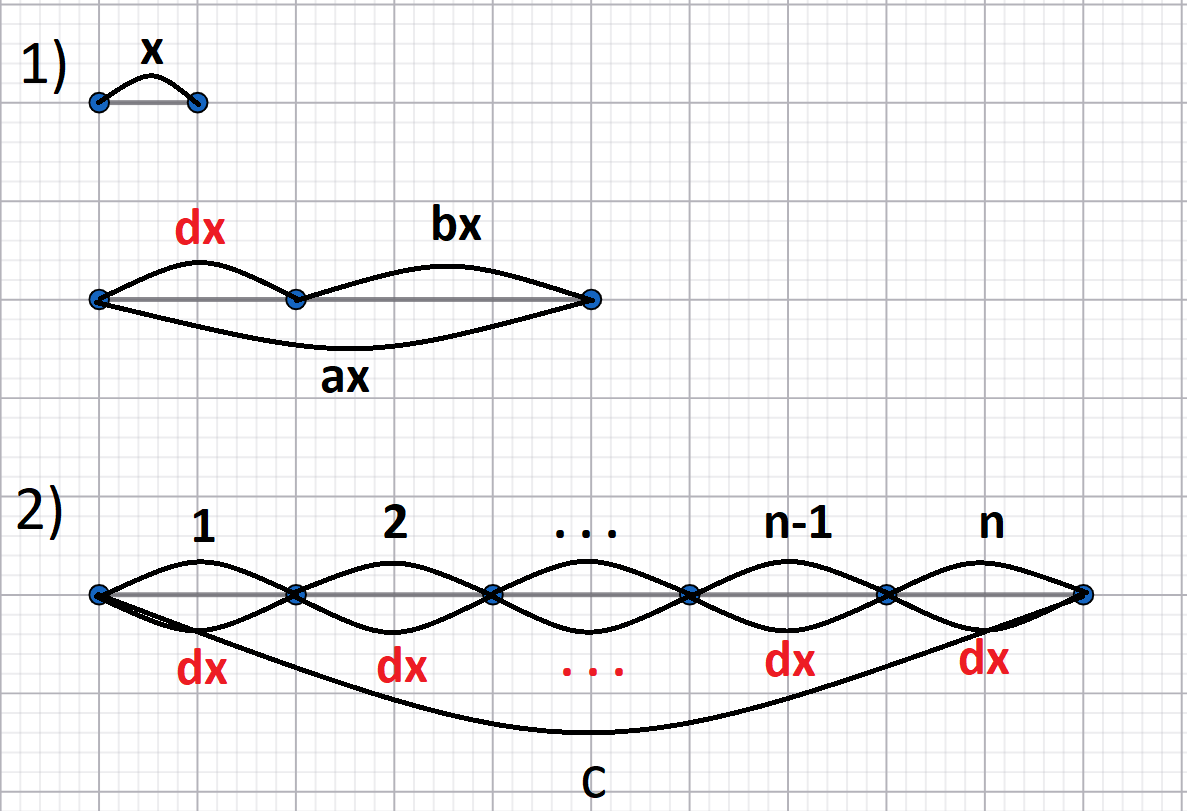 1)
x
dx bx
ax
2)
1 2 ... n-1 n
dx dx ... dx dx
c